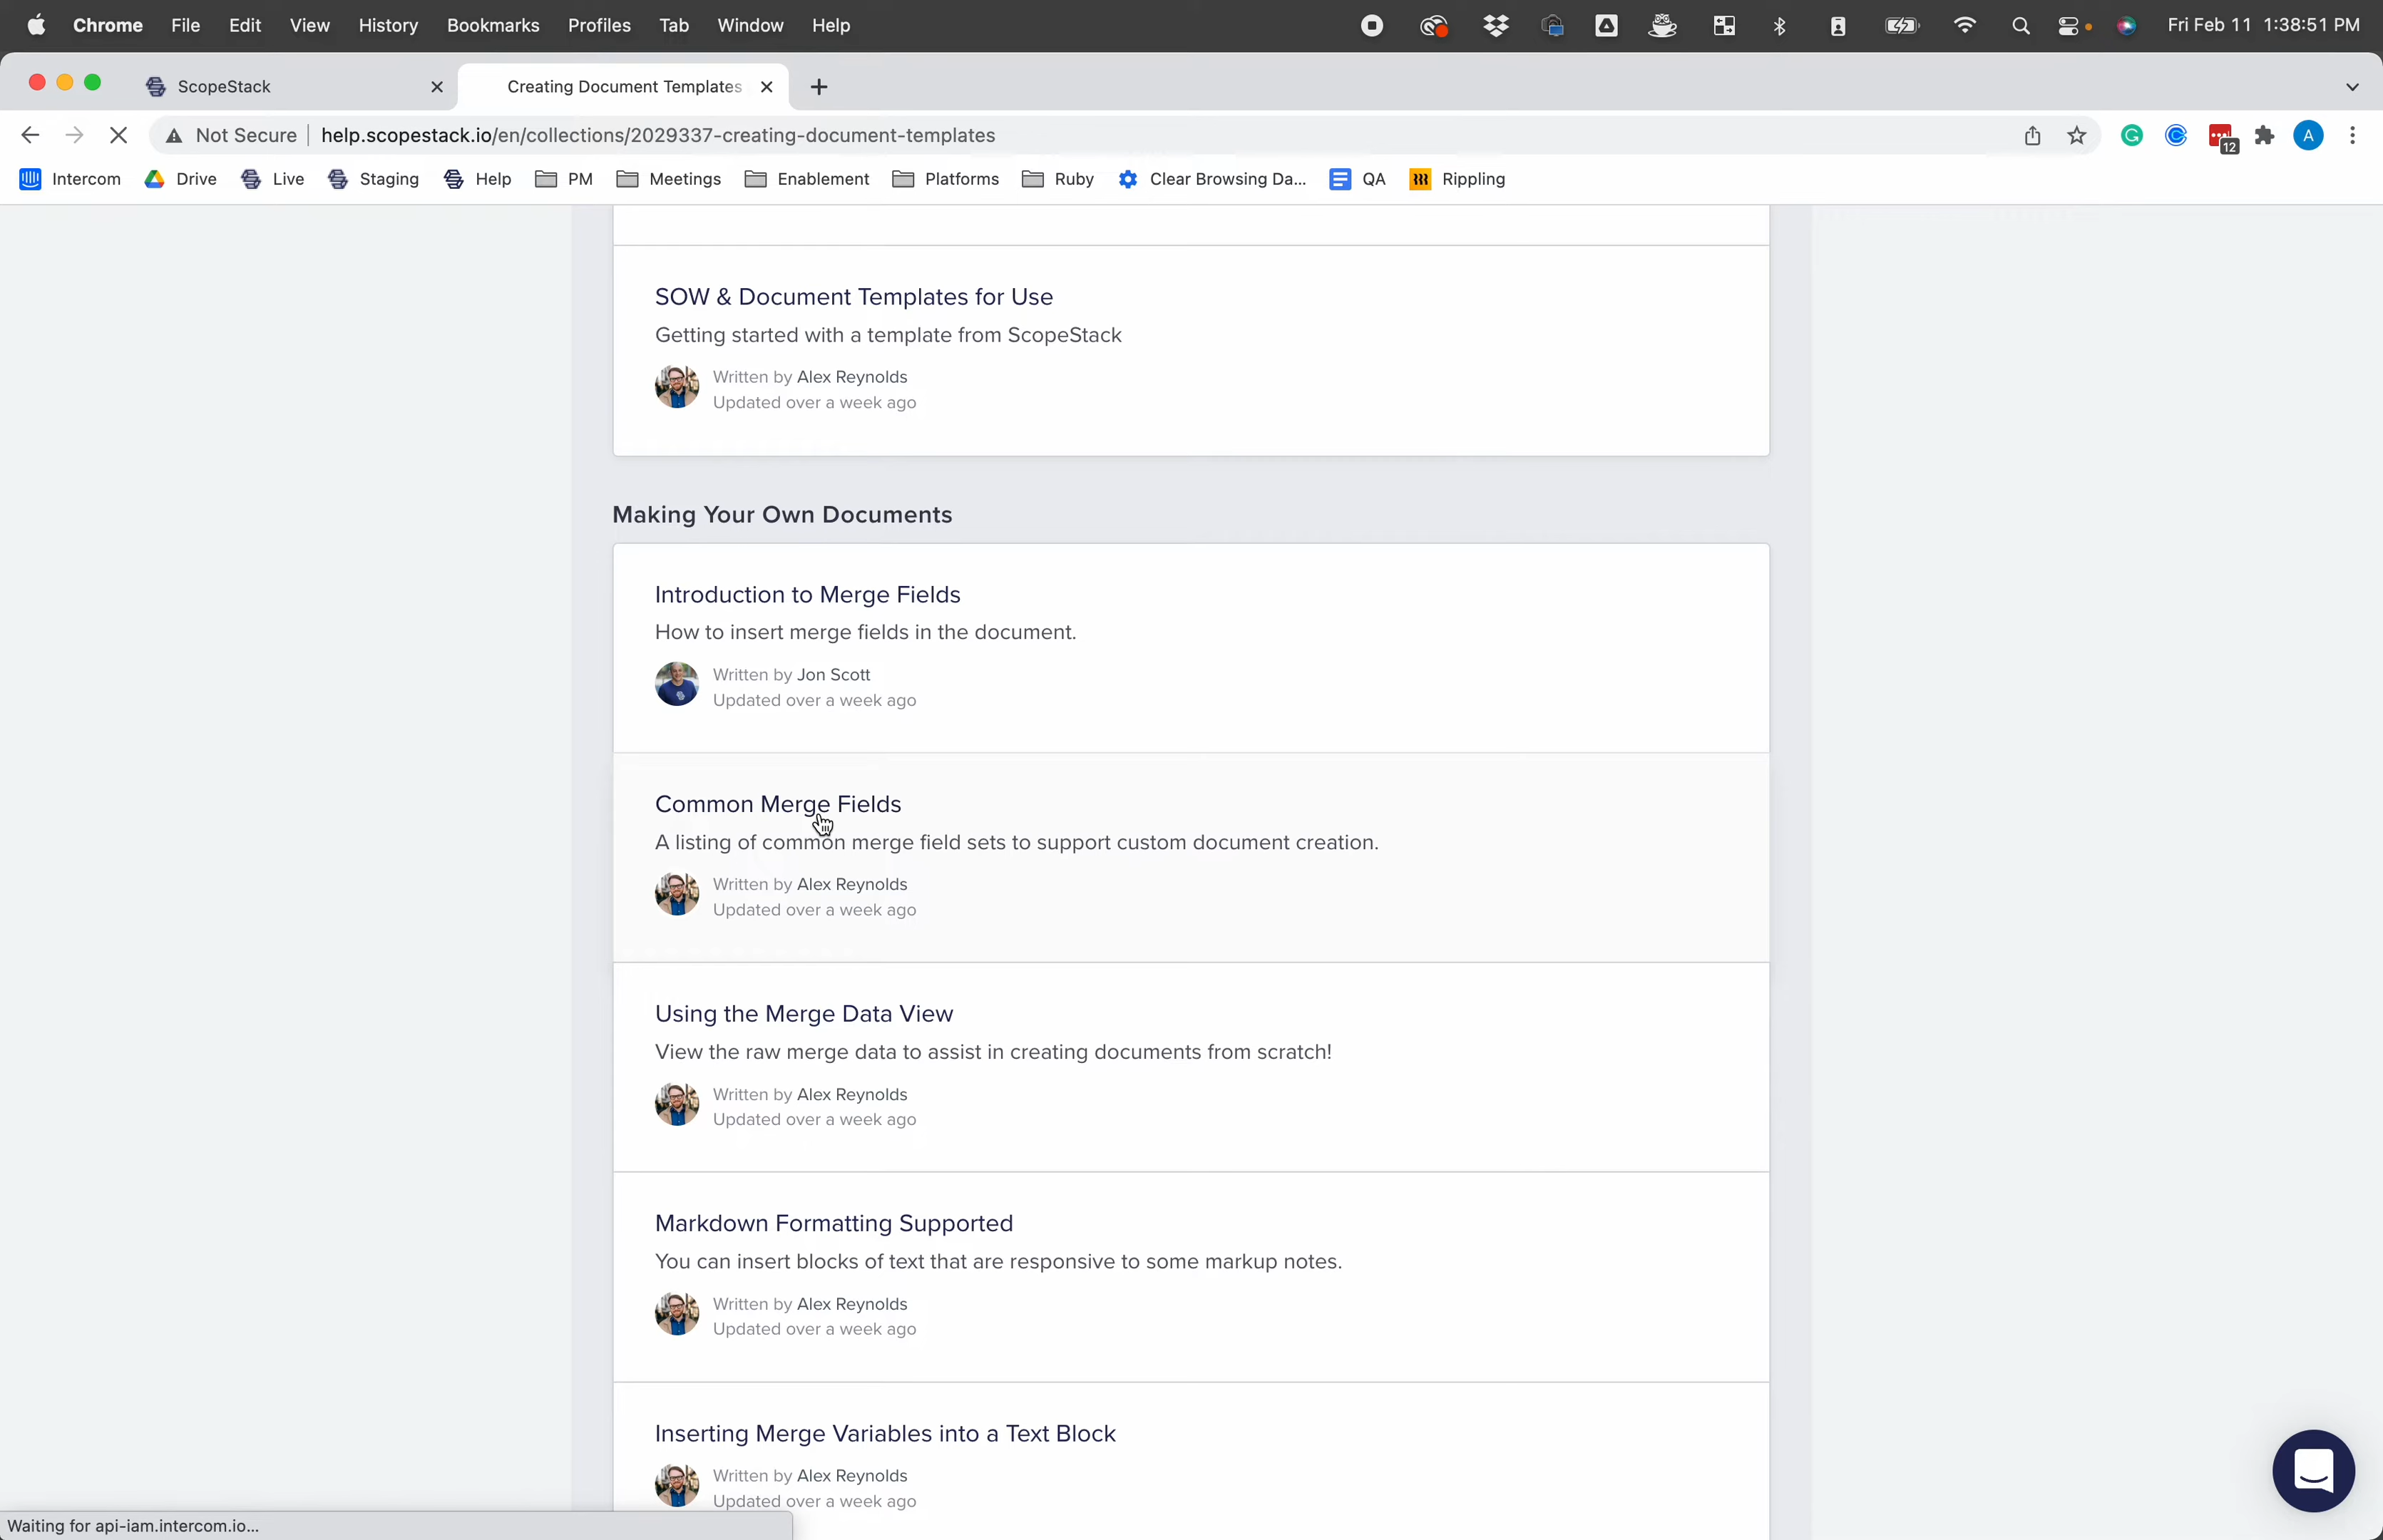 Chrome File Edit View History Bookmarks Profiles Tab Window Help Fri Feb 11 1:38:51 PM
ScopeStack Creating Document Templates
Not Secure help.scopestack.io/en/collections/2029337-creating-document-templates 12 A
Intercom Drive Live Staging Help PM Meetings Enablement Platforms Ruby Clear Browsing Da... QA Rippling
SOW & Document Templates for Use
Getting started with a template from ScopeStack
Written by Alex Reynolds
Updated over a week ago
Making Your Own Documents
Introduction to Merge Fields
How to insert merge fields in the document.
Written by Jon Scott
Updated over a week ago
Common Merge Fields
A listing of common merge field sets to support custom document creation.
Written by Alex Reynolds
Updated over a week ago
Using the Merge Data View
View the raw merge data to assist in creating documents from scratch!
Written by Alex Reynolds
Updated over a week ago
Markdown Formatting Supported
You can insert blocks of text that are responsive to some markup notes.
Written by Alex Reynolds
Updated over a week ago
Inserting Merge Variables into a Text Block
Written by Alex Reynolds
Updated over a week ago
Waiting for api-iam.intercom.io...